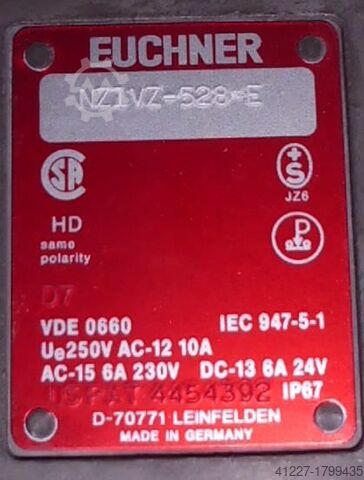 EUCHNER
NZ1VZ-528-E
SA
+S
JZ6
HD
same
polarity
P
D7
VDE 0660 IEC 947-5-1
Ue250V AC-12 10A
AC-15 6A 230V DC-13 6A 24V
US PAT 4454392 IP67
D-70771 LEINFELDEN
MADE IN GERMANY
41227-1799435